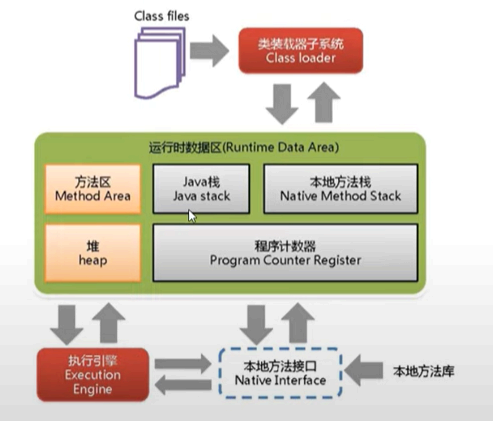 Class files
类装载器子系统
Class loader
运行时数据区(Runtime Data Area)
方法区
Method Area
Java栈
Java stack
本地方法栈
Native Method Stack
堆
heap
程序计数器
Program Counter Register
执行引擎
Execution
Engine
本地方法接口
Native Interface
本地方法库